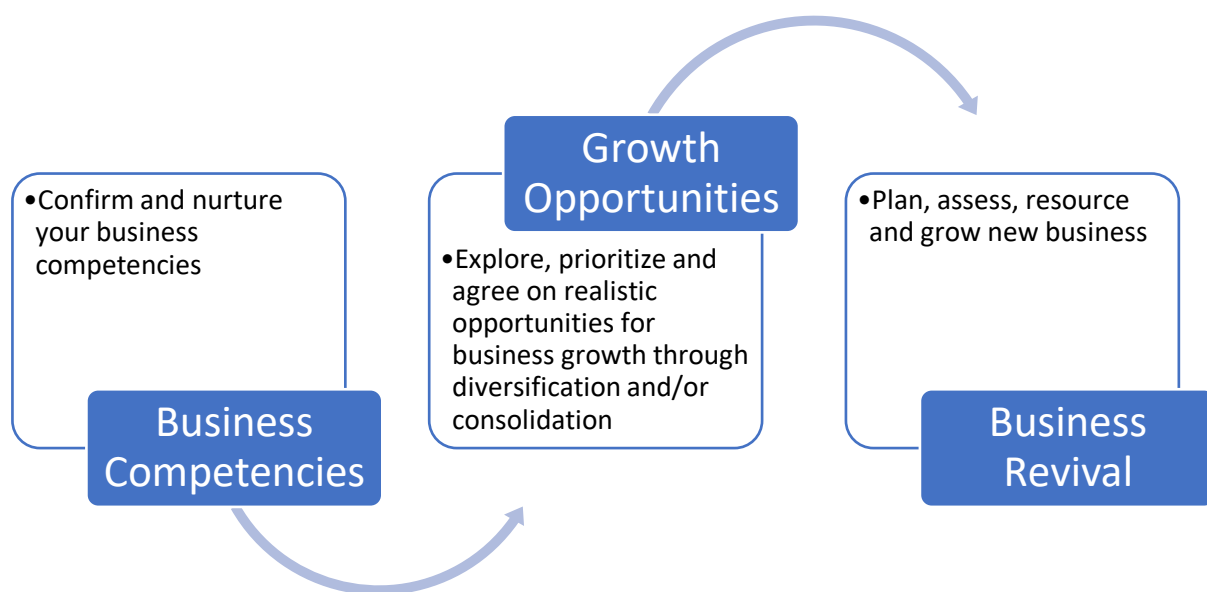 •Confirm and nurture
your business
competencies
Business
Competencies
Growth
Opportunities
•Explore, prioritize and
agree on realistic
opportunities for
business growth through
diversification and/or
consolidation
•Plan, assess, resource
and grow new business
Business
Revival